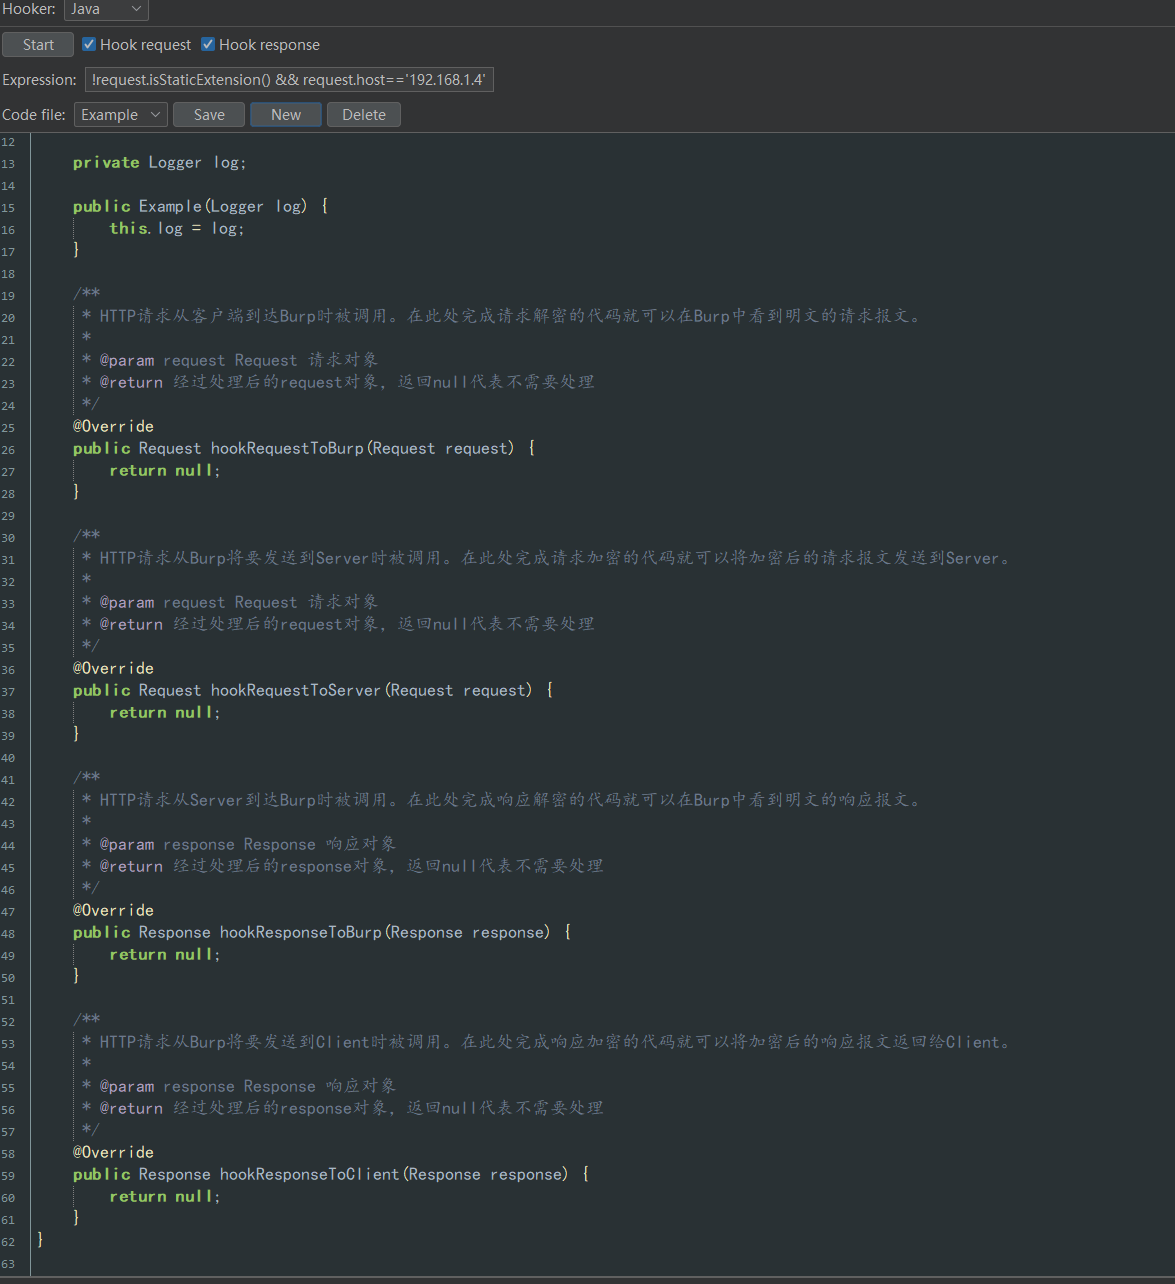 Hooker: Java
Start Hook request Hook response
Expression: !request.isStaticExtension() && request.host=='192.168.1.4'
Code file: Example Save New Delete
12
13 private Logger log;
14
15 public Example(Logger log) {
16 this.log = log;
17 }
18
19 /**
20 * HTTP请求从客户端到达Burp时被调用。在此处完成请求解密的代码就可以在Burp中看到明文的请求报文。
21 *
22 * @param request Request 请求对象
23 * @return 经过处理后的request对象，返回null代表不需要处理
24 */
25 @Override
26 public Request hookRequestToBurp(Request request) {
27 return null;
28 }
29
30 /**
31 * HTTP请求从Burp将要发送到Server时被调用。在此处完成请求加密的代码就可以将加密后的请求报文发送到Server。
32 *
33 * @param request Request 请求对象
34 * @return 经过处理后的request对象，返回null代表不需要处理
35 */
36 @Override
37 public Request hookRequestToServer(Request request) {
38 return null;
39 }
40
41 /**
42 * HTTP请求从Server到达Burp时被调用。在此处完成响应解密的代码就可以在Burp中看到明文的响应报文。
43 *
44 * @param response Response 响应对象
45 * @return 经过处理后的response对象，返回null代表不需要处理
46 */
47 @Override
48 public Response hookResponseToBurp(Response response) {
49 return null;
50 }
51
52 /**
53 * HTTP请求从Burp将要发送到Client时被调用。在此处完成响应加密的代码就可以将加密后的响应报文返回给Client。
54 *
55 * @param response Response 响应对象
56 * @return 经过处理后的response对象，返回null代表不需要处理
57 */
58 @Override
59 public Response hookResponseToClient(Response response) {
60 return null;
61 }
62 }
63